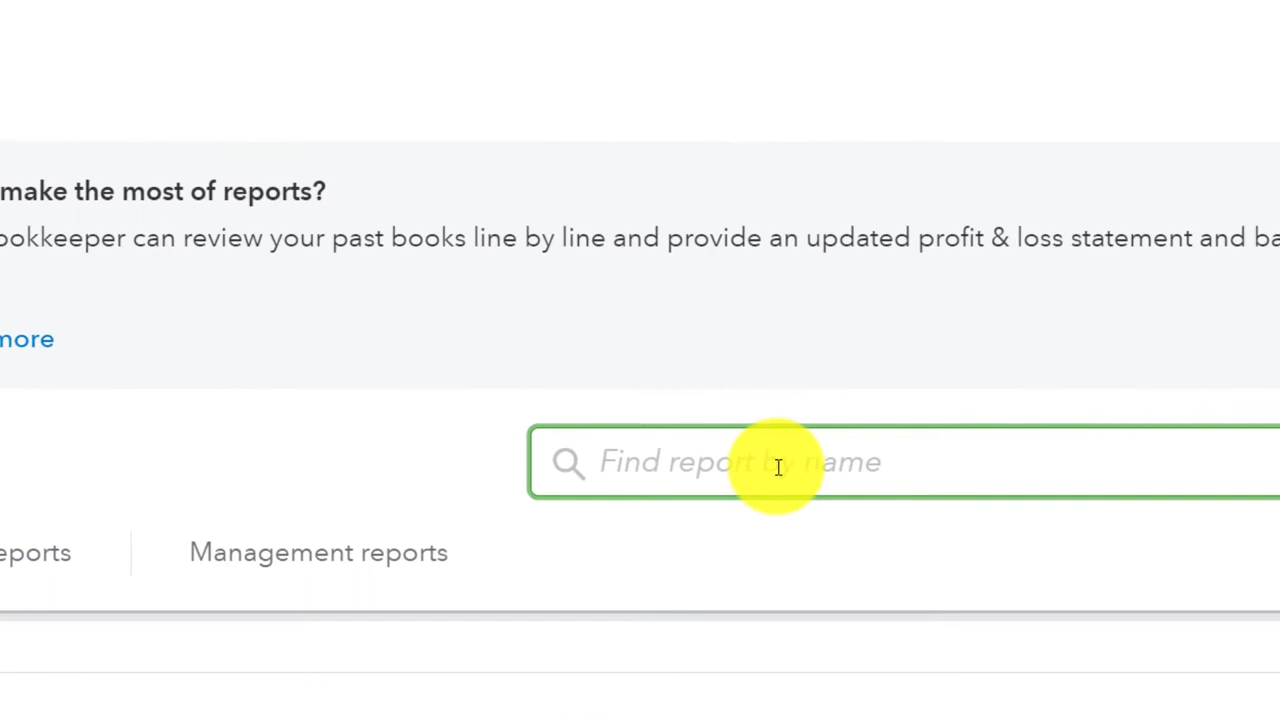 make the most of reports?
ookkeeper can review your past books line by line and provide an updated profit & loss statement and ba
more
Find report by name
eports
Management reports